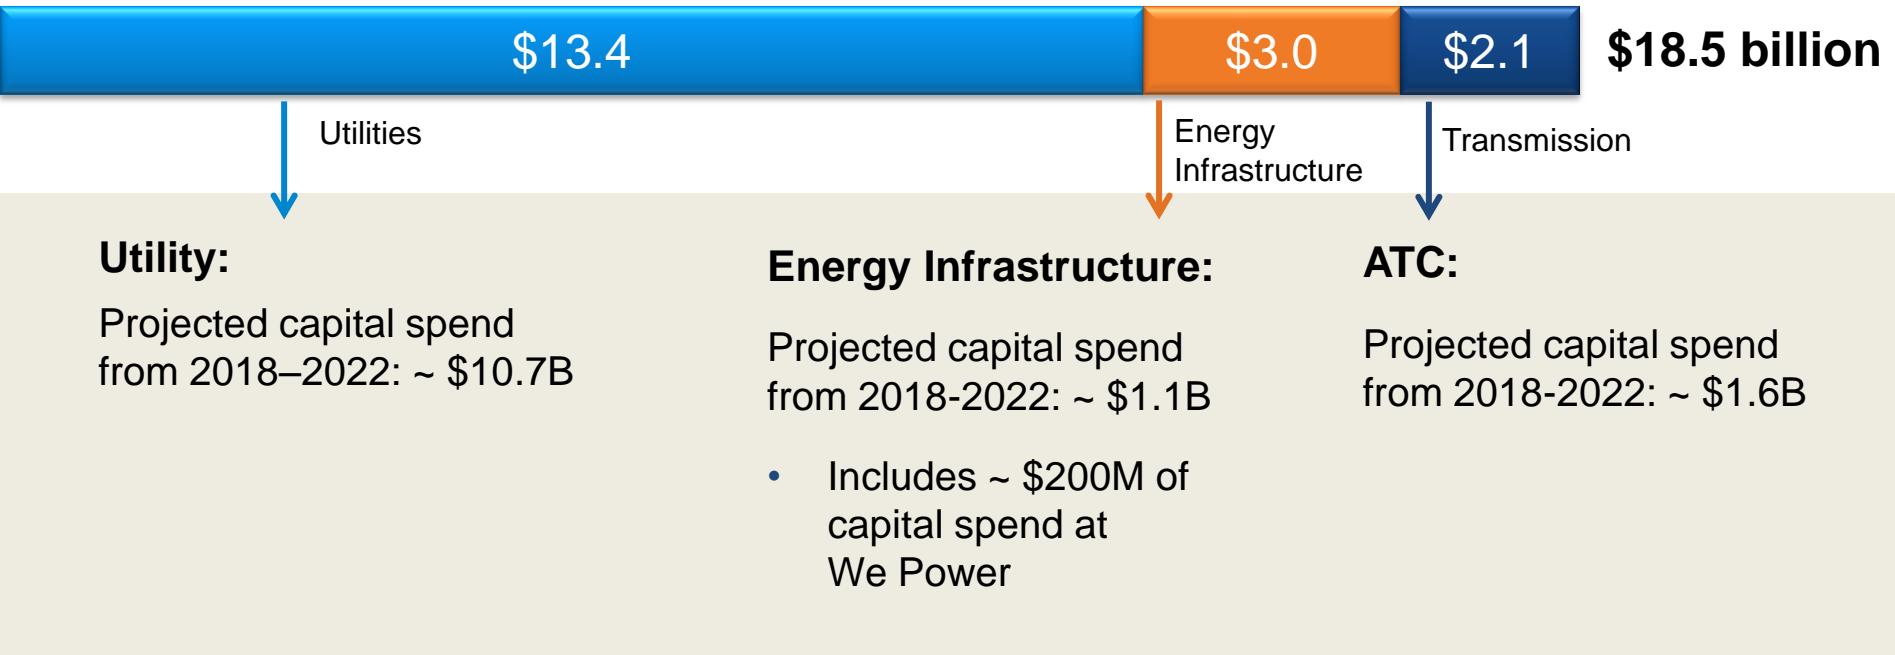 $13.4
$3.0
$2.1
$18.5 billion
Utilities
Energy
Infrastructure
Transmission
Utility:
Projected capital spend
from 2018–2022: ~ $10.7B
Energy Infrastructure:
Projected capital spend
from 2018-2022: ~ $1.1B
• Includes ~ $200M of
capital spend at
We Power
ATC:
Projected capital spend
from 2018-2022: ~ $1.6B